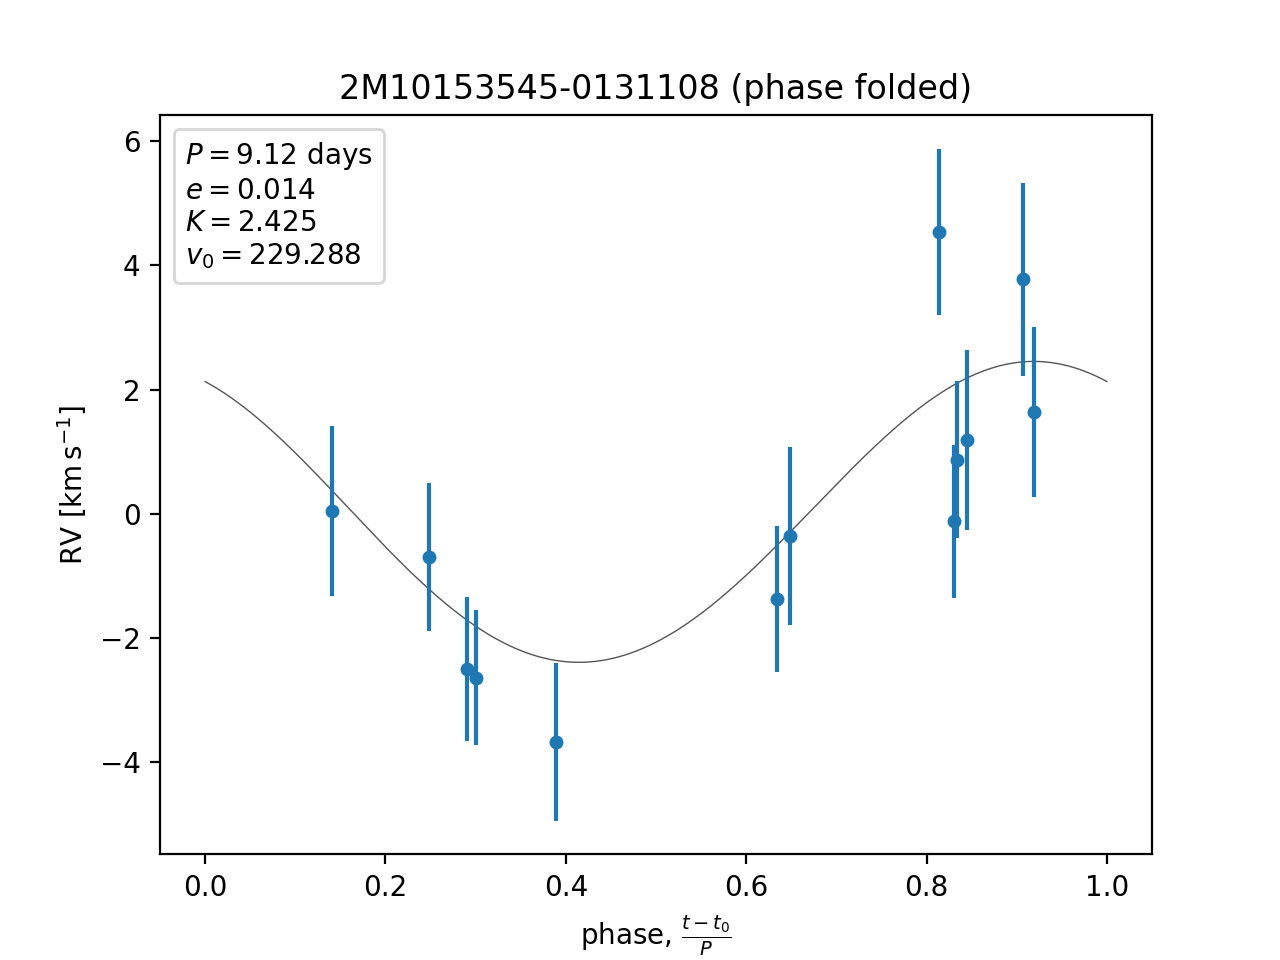 2M10153545-0131108 (phase folded)
P = 9.12 days
e = 0.014
K = 2.425
v₀ = 229.288
6
4
2
0
−2
−4
RV [km s⁻¹]
0.0 0.2 0.4 0.6 0.8 1.0
phase, (t − t₀)/P